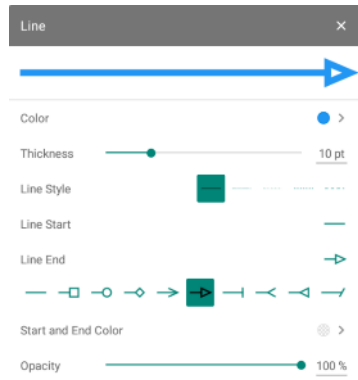 Line
Color
Thickness 10 pt
Line Style
Line Start
Line End
Start and End Color
Opacity 100 %